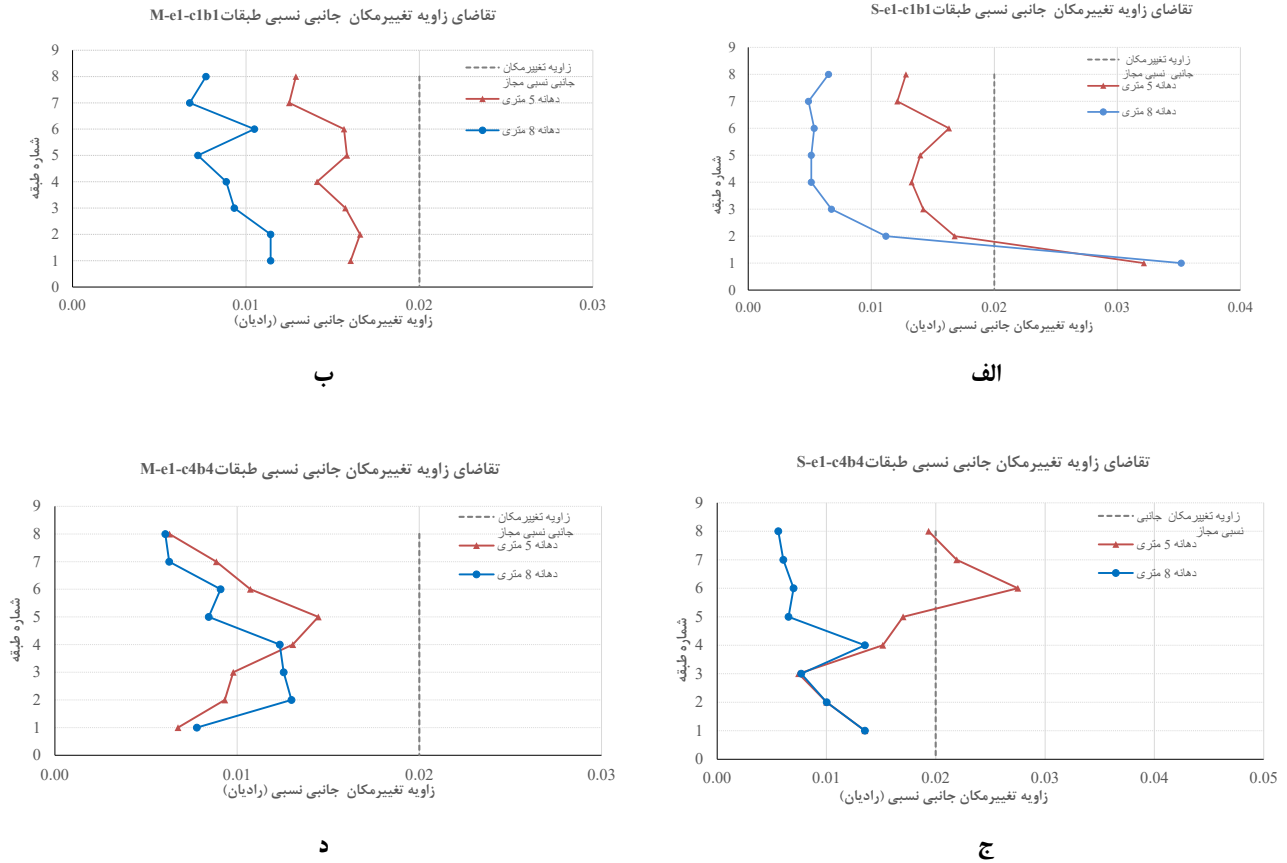 تقاضای زاویه تغییرمکان جانبی نسبی طبقات S-e1-c1b1
9
8
7
6
5
4
3
2
1
0
شماره طبقه
زاویه تغییرمکان
جانبی نسبی مجاز
دهانه 5 متری
دهانه 8 متری
0.00 0.01 0.02 0.03 0.04
زاویه تغییرمکان جانبی نسبی (رادیان)
الف
تقاضای زاویه تغییرمکان جانبی نسبی طبقات M-e1-c1b1
9
8
7
6
5
4
3
2
1
0
شماره طبقه
زاویه تغییرمکان
جانبی نسبی مجاز
دهانه 5 متری
دهانه 8 متری
0.00 0.01 0.02 0.03
زاویه تغییرمکان جانبی نسبی (رادیان)
ب
تقاضای زاویه تغییرمکان جانبی نسبی طبقات S-e1-c4b4
9
8
7
6
5
4
3
2
1
0
شماره طبقه
زاویه تغییرمکان جانبی
نسبی مجاز
دهانه 5 متری
دهانه 8 متری
0.00 0.01 0.02 0.03 0.04 0.05
زاویه تغییرمکان جانبی نسبی (رادیان)
ج
تقاضای زاویه تغییرمکان جانبی نسبی طبقات M-e1-c4b4
9
8
7
6
5
4
3
2
1
0
شماره طبقه
زاویه تغییرمکان
جانبی نسبی مجاز
دهانه 5 متری
دهانه 8 متری
0.00 0.01 0.02 0.03
زاویه تغییرمکان جانبی نسبی (رادیان)
د